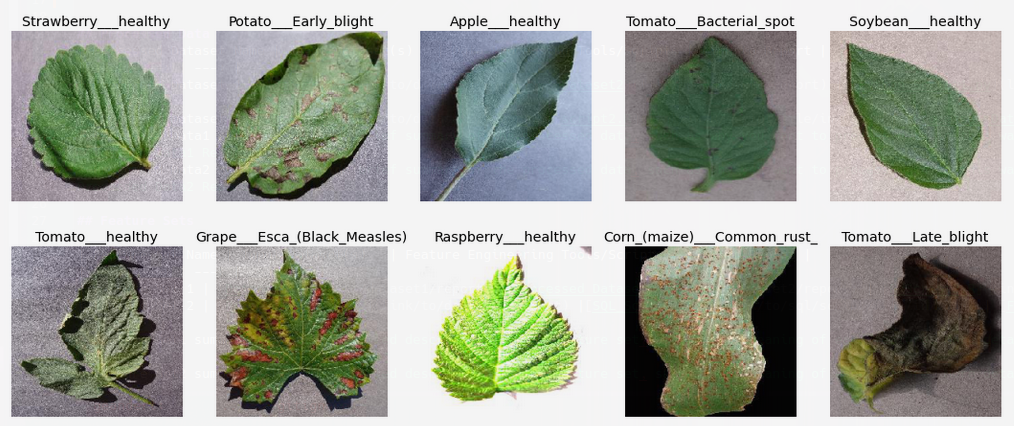 Strawberry___healthy
Potato___Early_blight
Apple___healthy
Tomato___Bacterial_spot
Soybean___healthy
Tomato___healthy
Grape___Esca_(Black_Measles)
Raspberry___healthy
Corn_(maize)___Common_rust_
Tomato___Late_blight